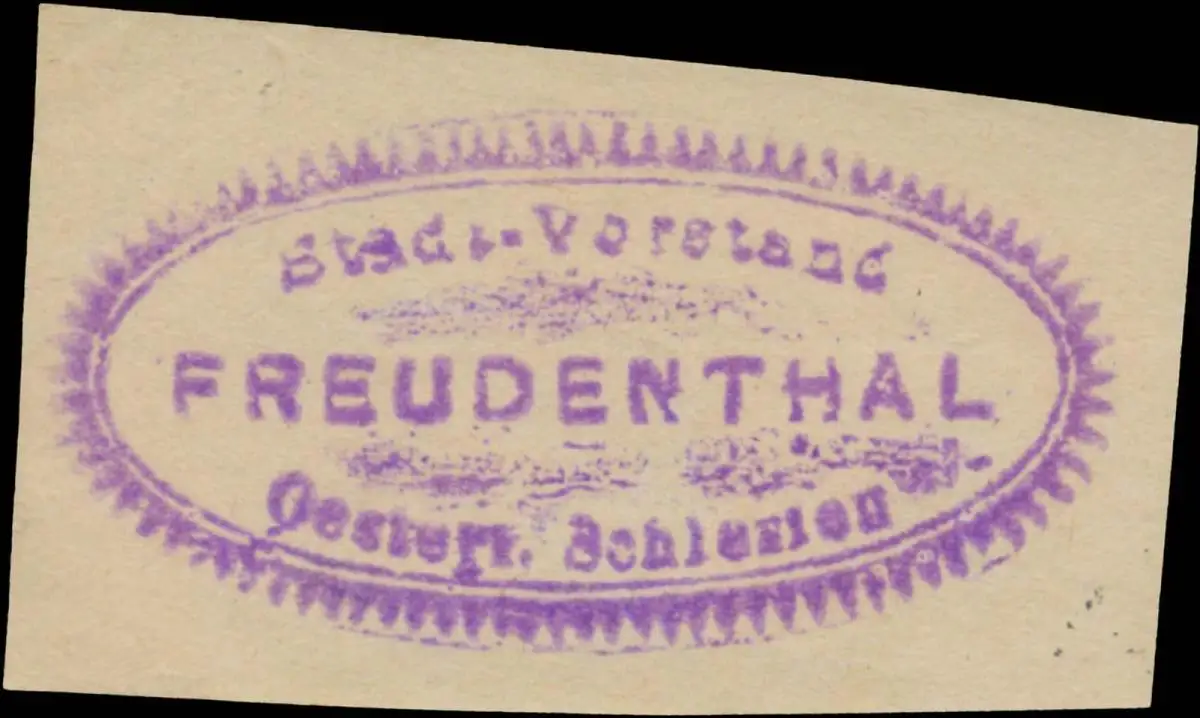 Stadt-Vorstand
FREUDENTHAL
Oesterr. Schlesien